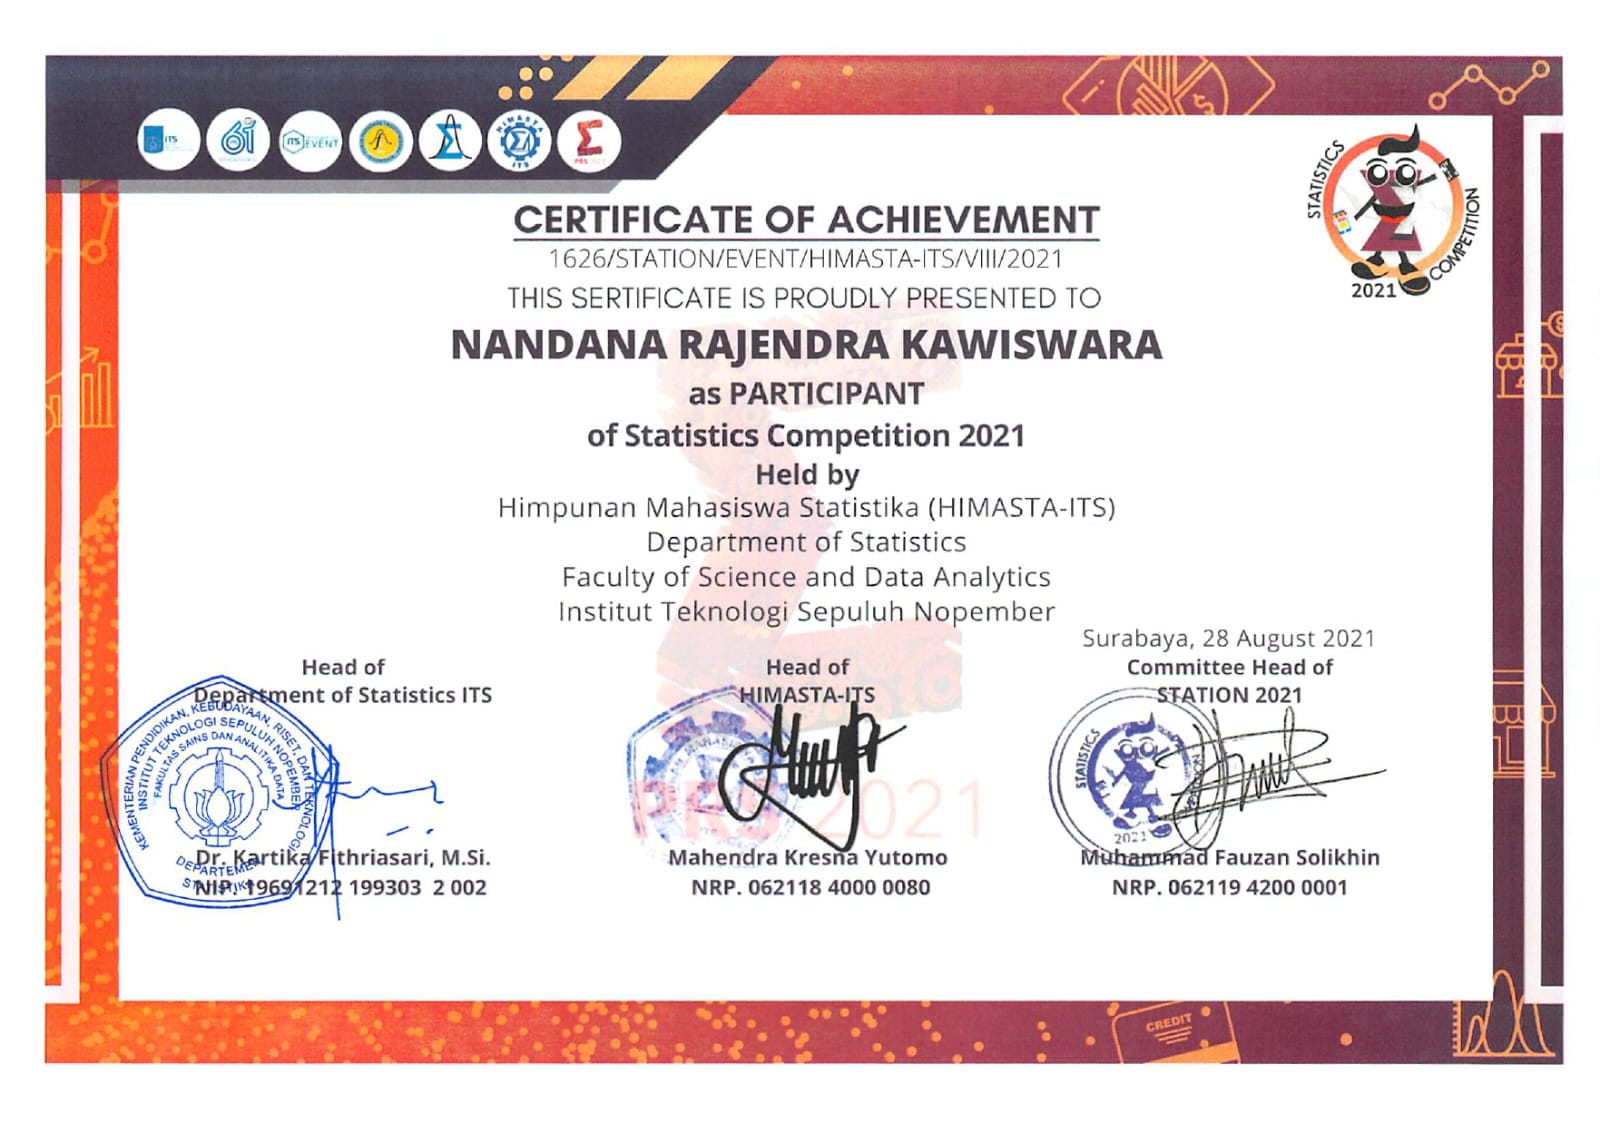 ITS
61
ITS EVENT
HIMASTA
ITS
PRS 2021
STATISTICS
COMPETITION
2021
CERTIFICATE OF ACHIEVEMENT
1626/STATION/EVENT/HIMASTA-ITS/VIII/2021
THIS SERTIFICATE IS PROUDLY PRESENTED TO
NANDANA RAJENDRA KAWISWARA
as PARTICIPANT
of Statistics Competition 2021
Held by
Himpunan Mahasiswa Statistika (HIMASTA-ITS)
Department of Statistics
Faculty of Science and Data Analytics
Institut Teknologi Sepuluh Nopember
Surabaya, 28 August 2021
Head of
Department of Statistics ITS
KEMENTERIAN PENDIDIKAN, KEBUDAYAAN, RISET, DAN TEKNOLOGI
INSTITUT TEKNOLOGI SEPULUH NOPEMBER
FAKULTAS SAINS DAN ANALITIKA DATA
DEPARTEMEN
STATISTIKA
Dr. Kartika Fithriasari, M.Si.
NIP. 19691212 199303 2 002
Head of
HIMASTA-ITS
PRS 2021
Mahendra Kresna Yutomo
NRP. 062118 4000 0080
Committee Head of
STATION 2021
STATISTICS
2021
Muhammad Fauzan Solikhin
NRP. 062119 4200 0001
CREDIT